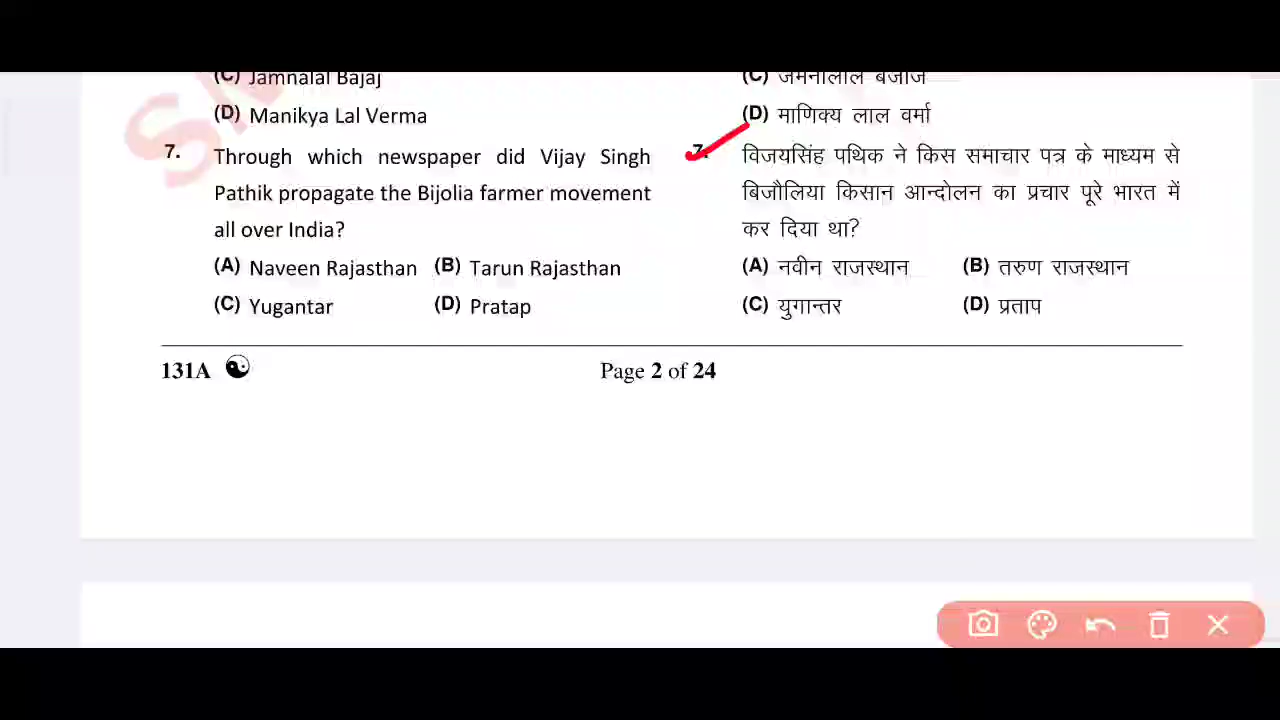 (C) Jamnalal Bajaj
(D) Manikya Lal Verma
7. Through which newspaper did Vijay Singh
Pathik propagate the Bijolia farmer movement
all over India?
(A) Naveen Rajasthan (B) Tarun Rajasthan
(C) Yugantar (D) Pratap
(C) जमनालाल बजाज
(D) माणिक्य लाल वर्मा
7. विजयसिंह पथिक ने किस समाचार पत्र के माध्यम से
बिजौलिया किसान आन्दोलन का प्रचार पूरे भारत में
कर दिया था?
(A) नवीन राजस्थान (B) तरुण राजस्थान
(C) युगान्तर (D) प्रताप
131A Page 2 of 24